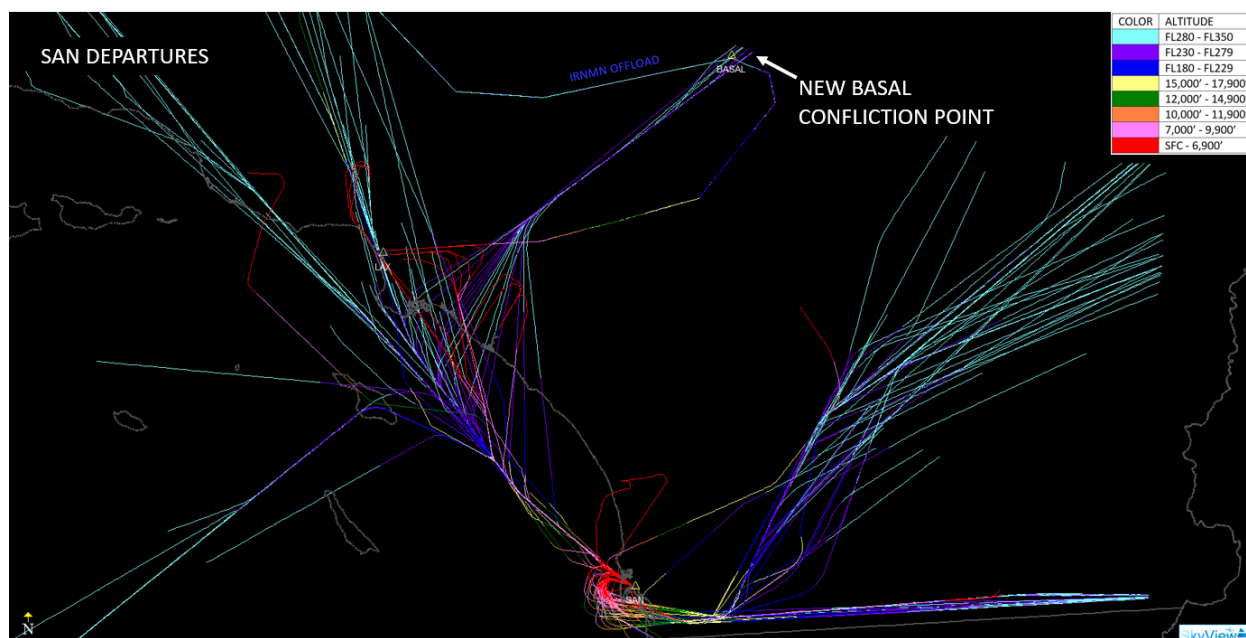 SAN DEPARTURES
IRNMN OFFLOAD
BASAL
NEW BASAL
CONFLICTION POINT
COLOR ALTITUDE
FL280 - FL350
FL230 - FL279
FL180 - FL229
15,000' - 17,900
12,000' - 14,900
10,000' - 11,900
7,000' - 9,900'
SFC - 6,900'
LAX
SAN
N
SkyView